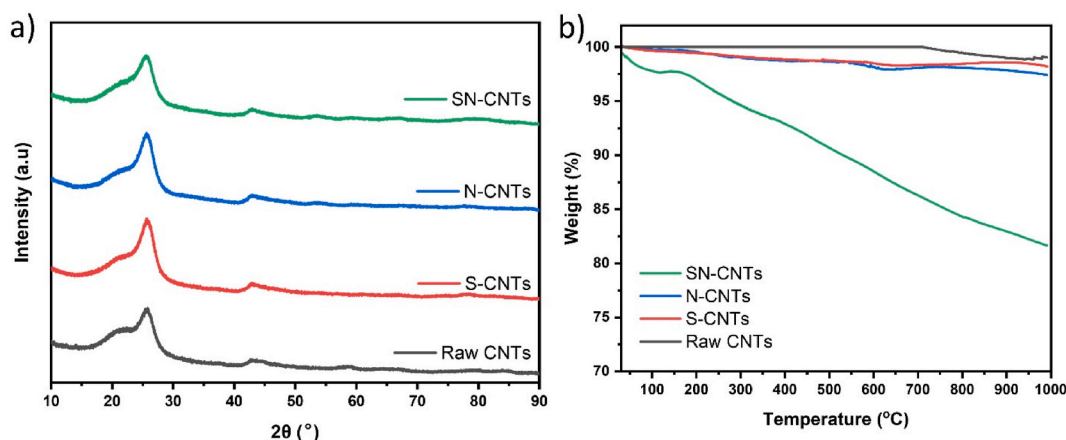 a)
SN-CNTs
N-CNTs
S-CNTs
Raw CNTs
Intensity (a.u)
10 20 30 40 50 60 70 80 90
2θ (°)
b)
100
95
90
85
80
75
70
Weight (%)
SN-CNTs
N-CNTs
S-CNTs
Raw CNTs
100 200 300 400 500 600 700 800 900 1000
Temperature (°C)